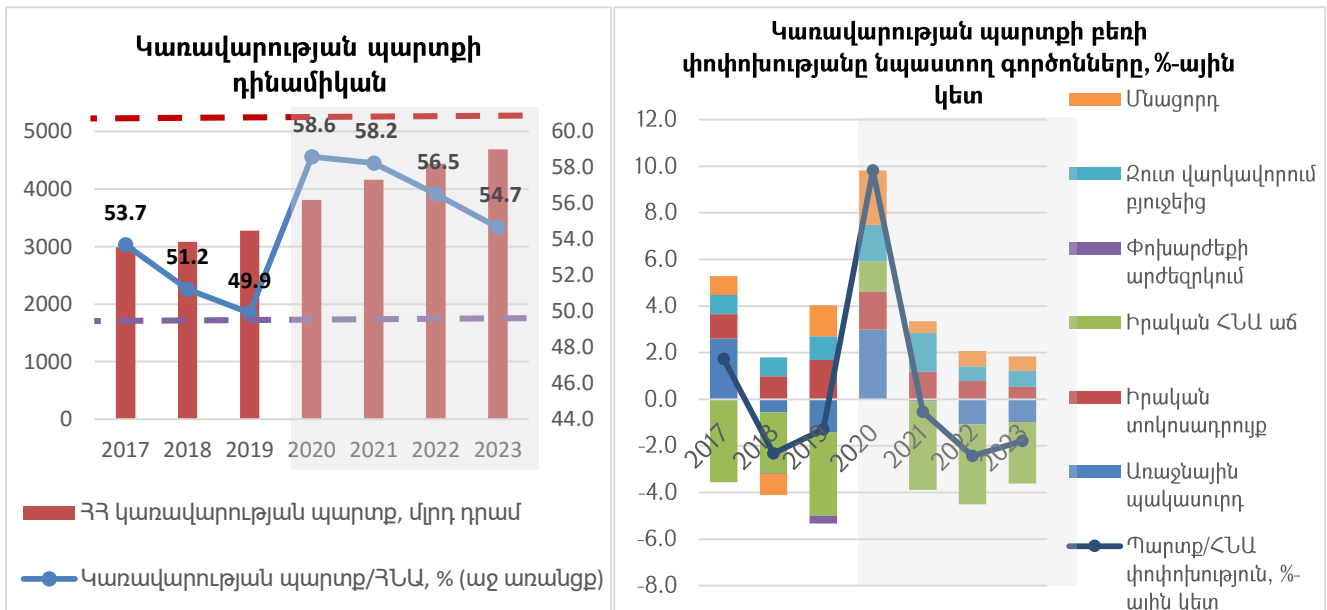 Կառավարության պարտքի
դինամիկան
5000
4000
3000
2000
1000
0
60.0
58.0
56.0
54.0
52.0
50.0
48.0
46.0
44.0
53.7
51.2
49.9
58.6
58.2
56.5
54.7
2017 2018 2019 2020 2021 2022 2023
ՀՀ կառավարության պարտք, մլրդ դրամ
Կառավարության պարտք/ՀՆԱ, % (աջ առանցք)
Կառավարության պարտքի բեռի
փոփոխությանը նպաստող գործոնները, %-ային
կետ
12.0
10.0
8.0
6.0
4.0
2.0
0.0
-2.0
-4.0
-6.0
-8.0
2017 2018 2019 2020 2021 2022 2023
Մնացորդ
Զուտ վարկավորում
բյուջեից
Փոխարժեքի
արժեզրկում
Իրական ՀՆԱ աճ
Իրական
տոկոսադրույք
Առաջնային
պակասուրդ
Պարտք/ՀՆԱ
փոփոխություն, %-
ային կետ